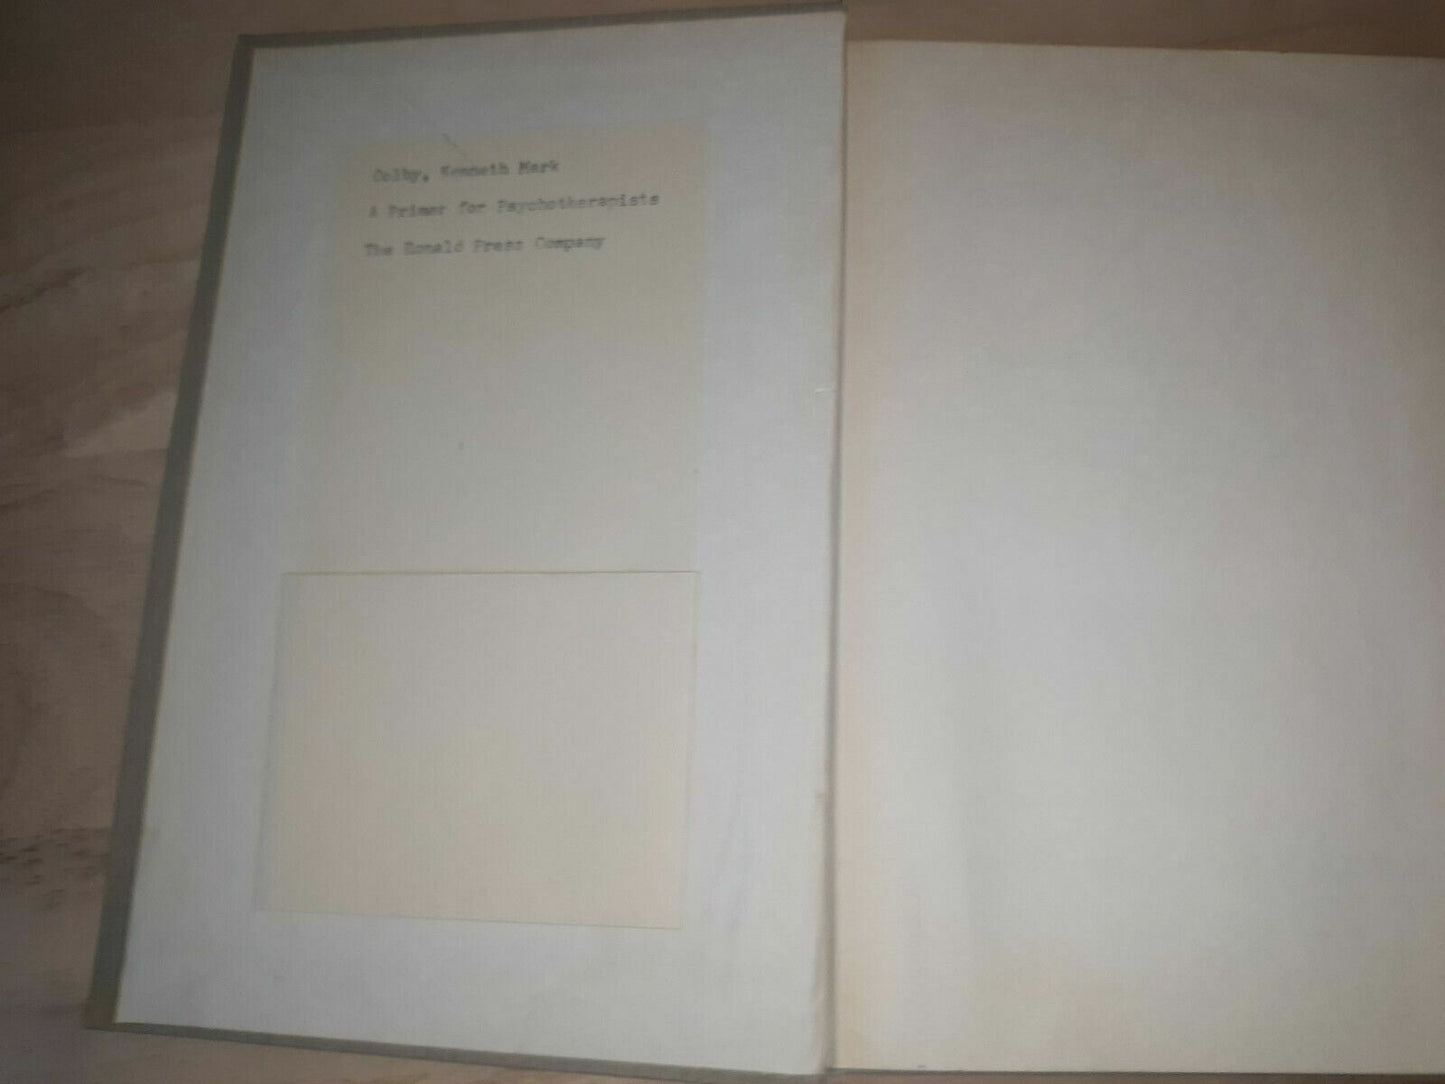 Colby, Kenneth Mark
A Primer for Psychotherapists
The Ronald Press Company